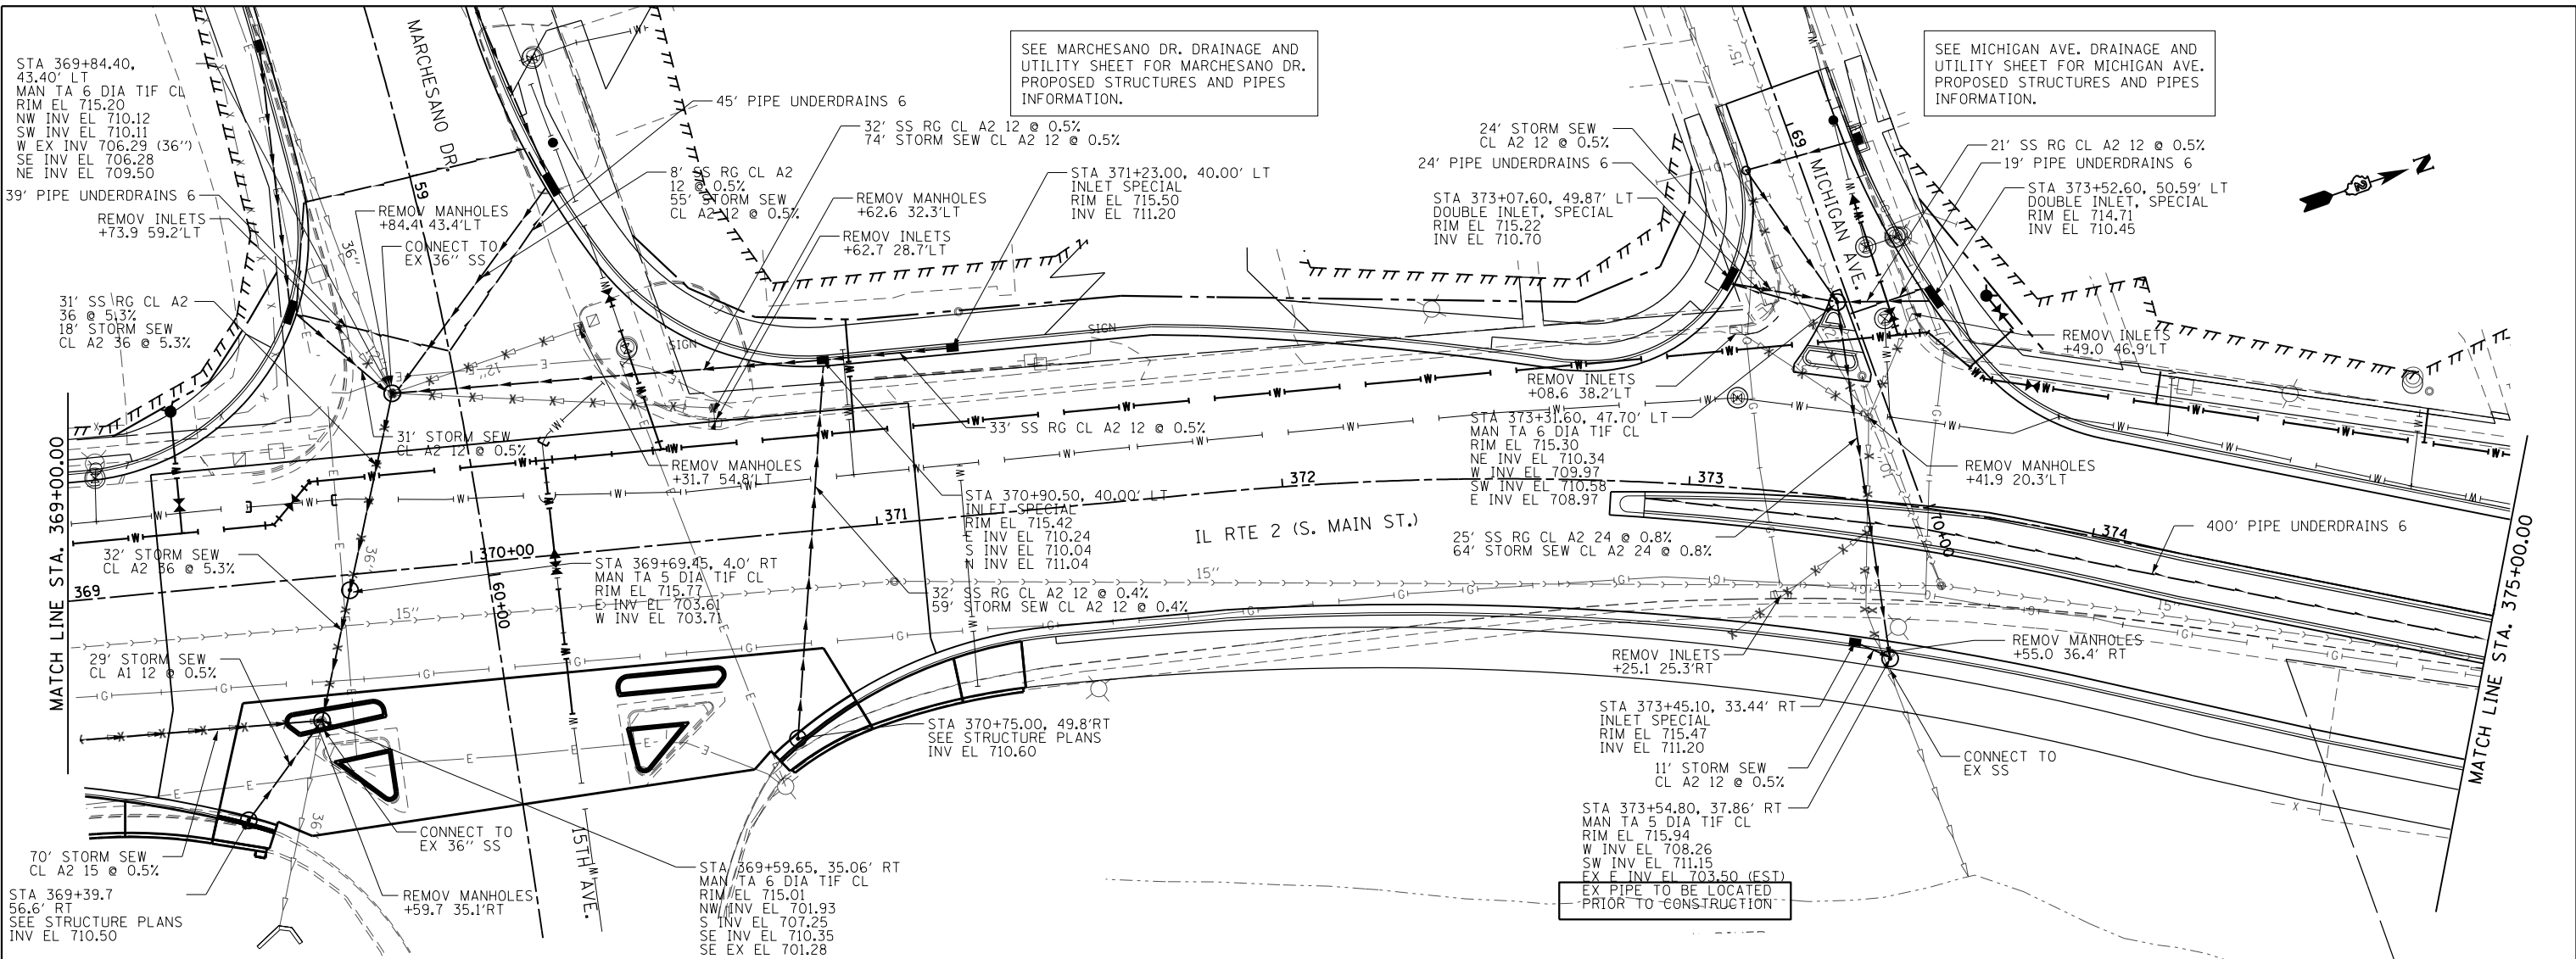 STA 369+84.40,
43.40' LT
MAN TA 6 DIA T1F CL
RIM EL 715.20
NW INV EL 710.12
SW INV EL 710.11
W EX INV 706.29 (36")
SE INV EL 706.28
NE INV EL 709.50
39' PIPE UNDERDRAINS 6
REMOV INLETS
+73.9 59.2'LT
31' SS RG CL A2
36 @ 5.3%
18' STORM SEW
CL A2 36 @ 5.3%
MARCHESANO DR.
59
REMOV MANHOLES
+84.4 43.4'LT
CONNECT TO
EX 36" SS
36"
45' PIPE UNDERDRAINS 6
32' SS RG CL A2 12 @ 0.5%
74' STORM SEW CL A2 12 @ 0.5%
8' SS RG CL A2
12 @ 0.5%
55' STORM SEW
CL A2 12 @ 0.5%
REMOV MANHOLES
+62.6 32.3'LT
REMOV INLETS
+62.7 28.7'LT
SEE MARCHESANO DR. DRAINAGE AND
UTILITY SHEET FOR MARCHESANO DR.
PROPOSED STRUCTURES AND PIPES
INFORMATION.
STA 371+23.00, 40.00' LT
INLET SPECIAL
RIM EL 715.50
INV EL 711.20
SIGN
SIGN
12"
24' STORM SEW
CL A2 12 @ 0.5%
24' PIPE UNDERDRAINS 6
STA 373+07.60, 49.87' LT
DOUBLE INLET, SPECIAL
RIM EL 715.22
INV EL 710.70
15"
69
MICHIGAN AVE.
SEE MICHIGAN AVE. DRAINAGE AND
UTILITY SHEET FOR MICHIGAN AVE.
PROPOSED STRUCTURES AND PIPES
INFORMATION.
21' SS RG CL A2 12 @ 0.5%
19' PIPE UNDERDRAINS 6
STA 373+52.60, 50.59' LT
DOUBLE INLET, SPECIAL
RIM EL 714.71
INV EL 710.45
N
REMOV INLETS
+49.0 46.9'LT
REMOV INLETS
+08.6 38.2'LT
STA 373+31.60, 47.70' LT
MAN TA 6 DIA T1F CL
RIM EL 715.30
NE INV EL 710.34
W INV EL 709.97
SW INV EL 710.58
E INV EL 708.97
REMOV MANHOLES
+41.9 20.3'LT
31' STORM SEW
CL A2 12 @ 0.5%
REMOV MANHOLES
+31.7 54.8'LT
33' SS RG CL A2 12 @ 0.5%
STA 370+90.50, 40.00' LT
INLET SPECIAL
RIM EL 715.42
E INV EL 710.24
S INV EL 710.04
N INV EL 711.04
MATCH LINE STA. 369+00.00
369
370+00
371
372
373
374
60+00
70+00
IL RTE 2 (S. MAIN ST.)
32' STORM SEW
CL A2 36 @ 5.3%
36"
15"
15"
15"
STA 369+69.45, 4.0' RT
MAN TA 5 DIA T1F CL
RIM EL 715.77
E INV EL 703.61
W INV EL 703.71
32' SS RG CL A2 12 @ 0.4%
59' STORM SEW CL A2 12 @ 0.4%
25' SS RG CL A2 24 @ 0.8%
64' STORM SEW CL A2 24 @ 0.8%
400' PIPE UNDERDRAINS 6
29' STORM SEW
CL A1 12 @ 0.5%
REMOV INLETS
+25.1 25.3'RT
REMOV MANHOLES
+55.0 36.4' RT
STA 370+75.00, 49.8'RT
SEE STRUCTURE PLANS
INV EL 710.60
STA 373+45.10, 33.44' RT
INLET SPECIAL
RIM EL 715.47
INV EL 711.20
11' STORM SEW
CL A2 12 @ 0.5%
CONNECT TO
EX SS
MATCH LINE STA. 375+00.00
70' STORM SEW
CL A2 15 @ 0.5%
STA 369+39.7
56.6' RT
SEE STRUCTURE PLANS
INV EL 710.50
36"
CONNECT TO
EX 36" SS
REMOV MANHOLES
+59.7 35.1'RT
15TH AVE.
STA 369+59.65, 35.06' RT
MAN TA 6 DIA T1F CL
RIM EL 715.01
NW INV EL 701.93
S INV EL 707.25
SE INV EL 710.35
SE EX EL 701.28
STA 373+54.80, 37.86' RT
MAN TA 5 DIA T1F CL
RIM EL 715.94
W INV EL 708.26
SW INV EL 711.15
EX E INV EL 703.50 (EST)
EX PIPE TO BE LOCATED
PRIOR TO CONSTRUCTION